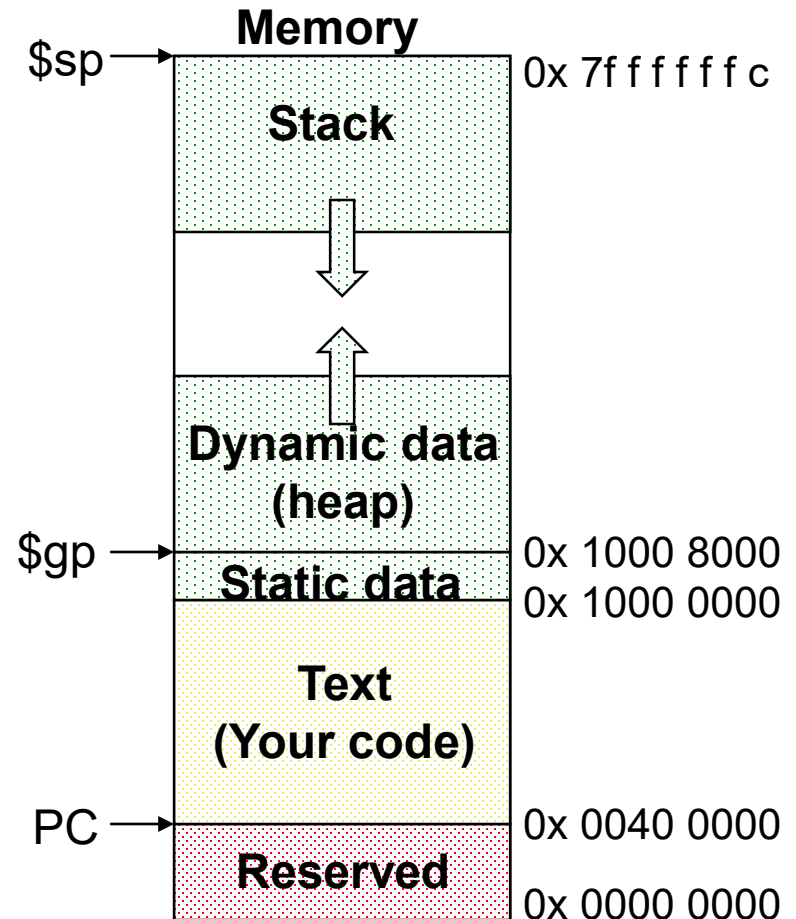 Memory
$sp
0x 7f f f f f f c
Stack
Dynamic data
(heap)
$gp
0x 1000 8000
Static data
0x 1000 0000
Text
(Your code)
PC
0x 0040 0000
Reserved
0x 0000 0000